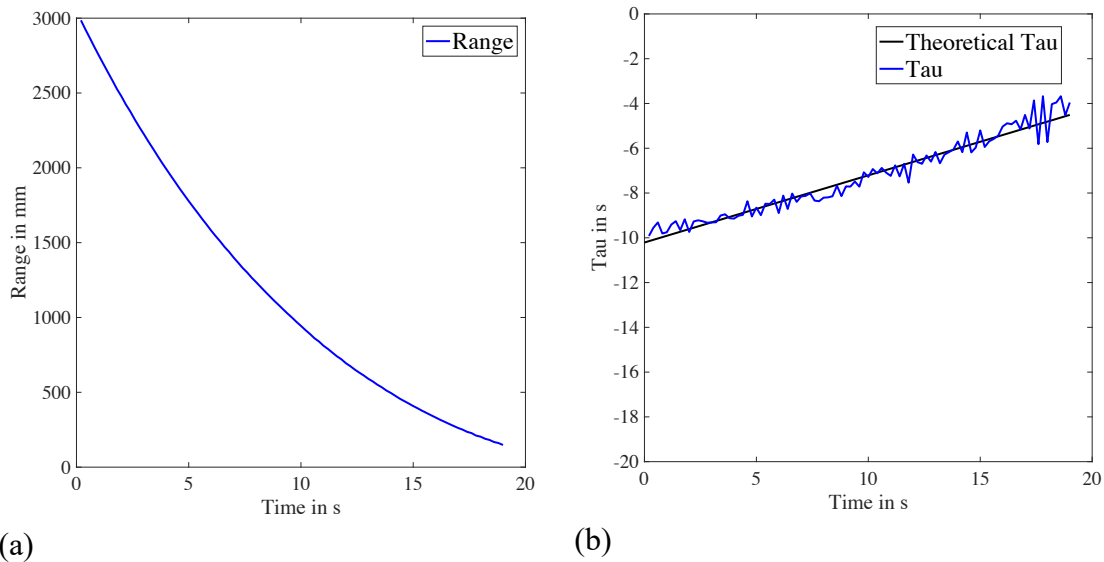 3000
2500
2000
1500
1000
500
0
Range in mm
0 5 10 15 20
Time in s
Range
(a)
0
-2
-4
-6
-8
-10
-12
-14
-16
-18
-20
Tau in s
0 5 10 15 20
Time in s
Theoretical Tau
Tau
(b)